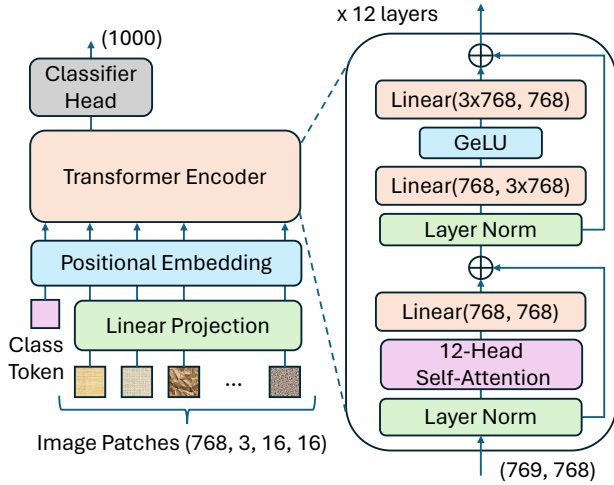 (1000)
Classifier
Head
Transformer Encoder
Positional Embedding
Linear Projection
Class
Token
...
Image Patches (768, 3, 16, 16)
x 12 layers
Linear(3x768, 768)
GeLU
Linear(768, 3x768)
Layer Norm
Linear(768, 768)
12-Head
Self-Attention
Layer Norm
(769, 768)